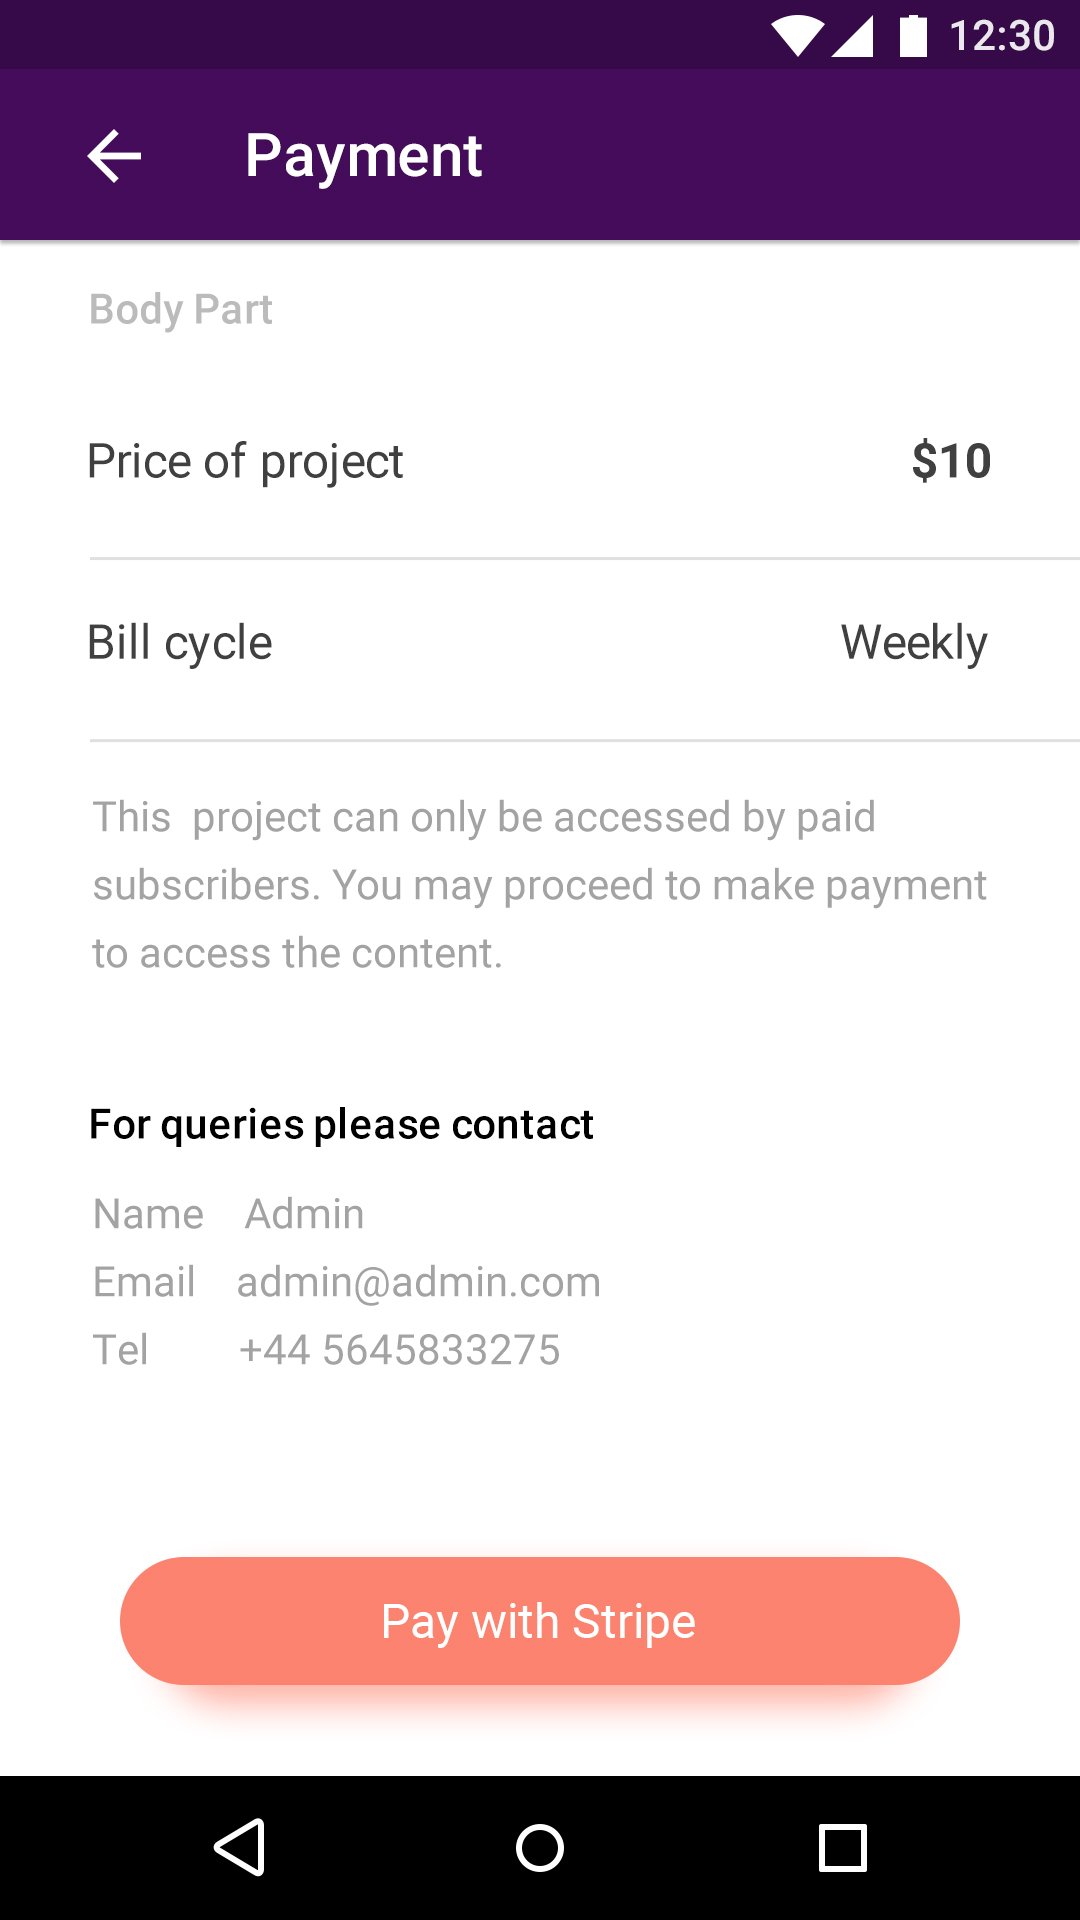 12:30
Payment
Body Part
Price of project $10
Bill cycle Weekly
This  project can only be accessed by paid
subscribers. You may proceed to make payment
to access the content.
For queries please contact
Name Admin
Email admin@admin.com
Tel +44 5645833275
Pay with Stripe